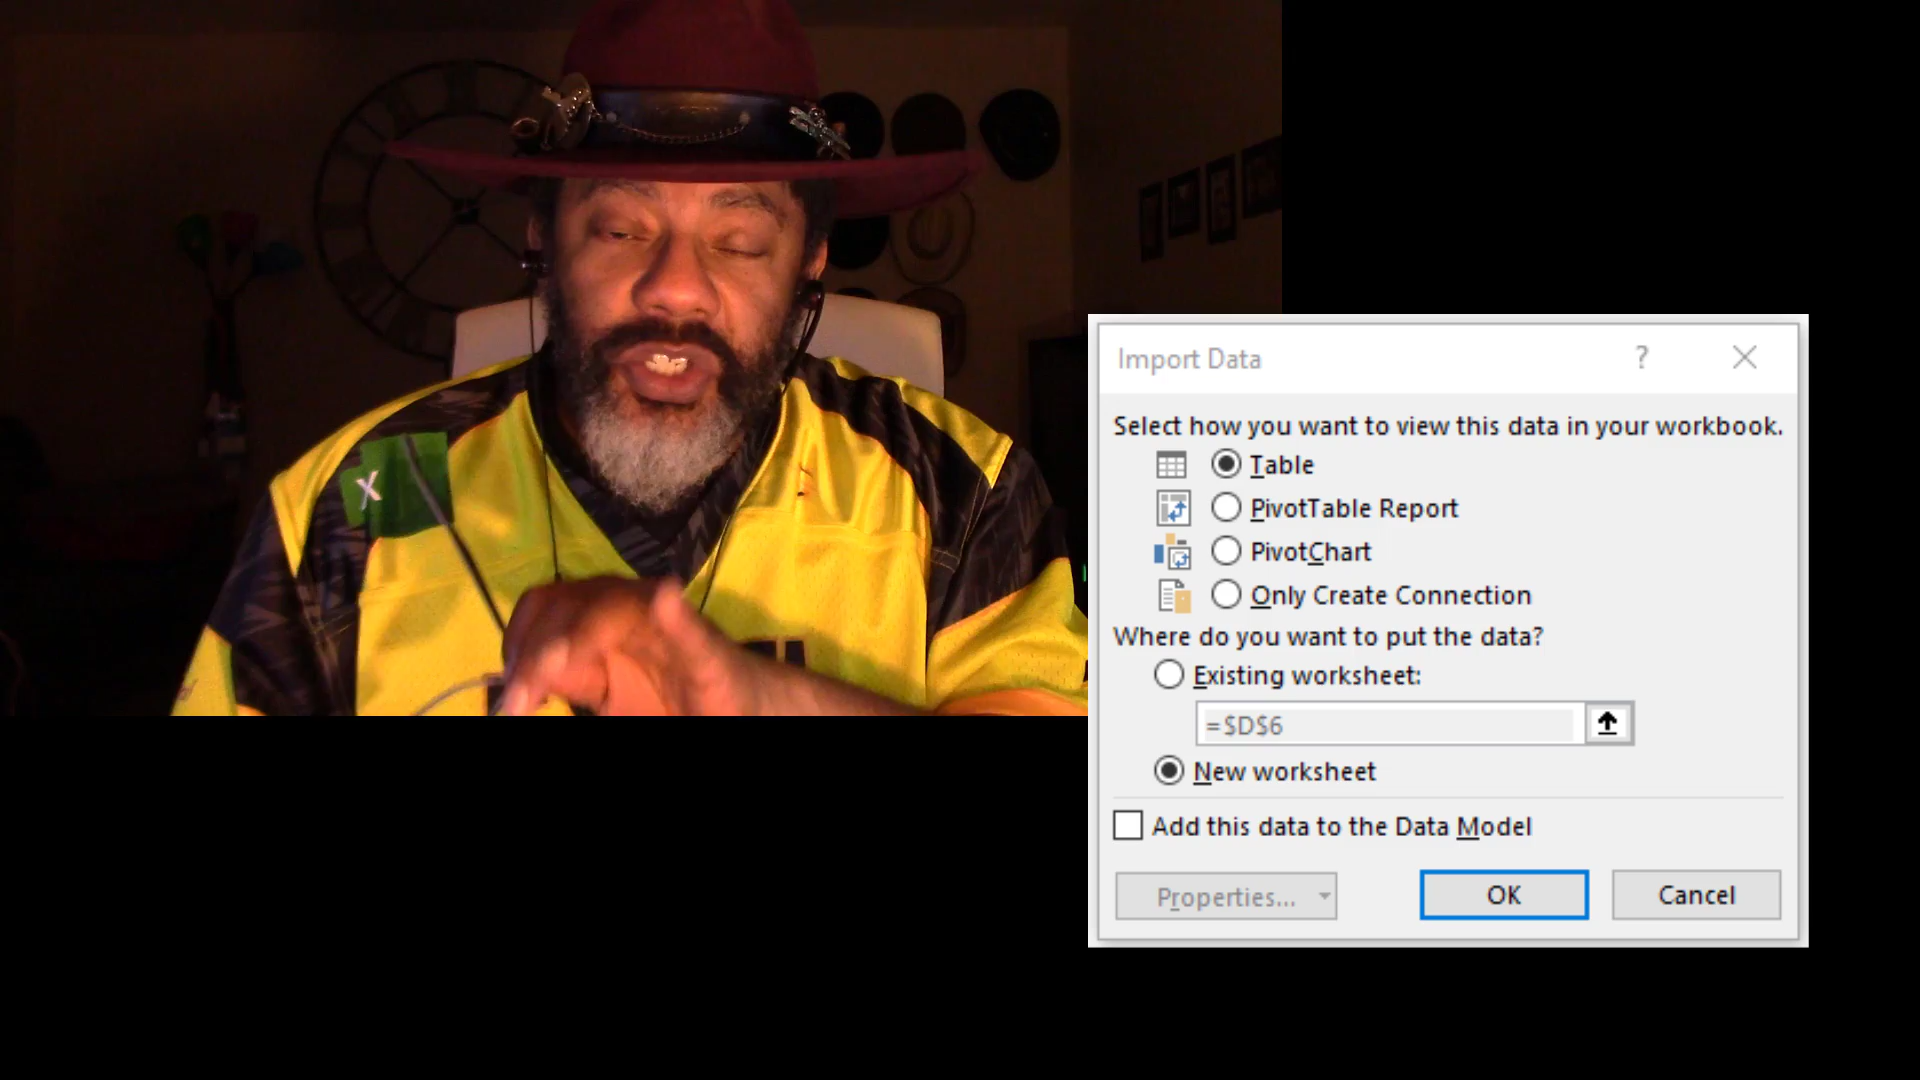 X
Import Data
?
Select how you want to view this data in your workbook.
Table
PivotTable Report
PivotChart
Only Create Connection
Where do you want to put the data?
Existing worksheet:
=$D$6
New worksheet
Add this data to the Data Model
Properties...
OK
Cancel